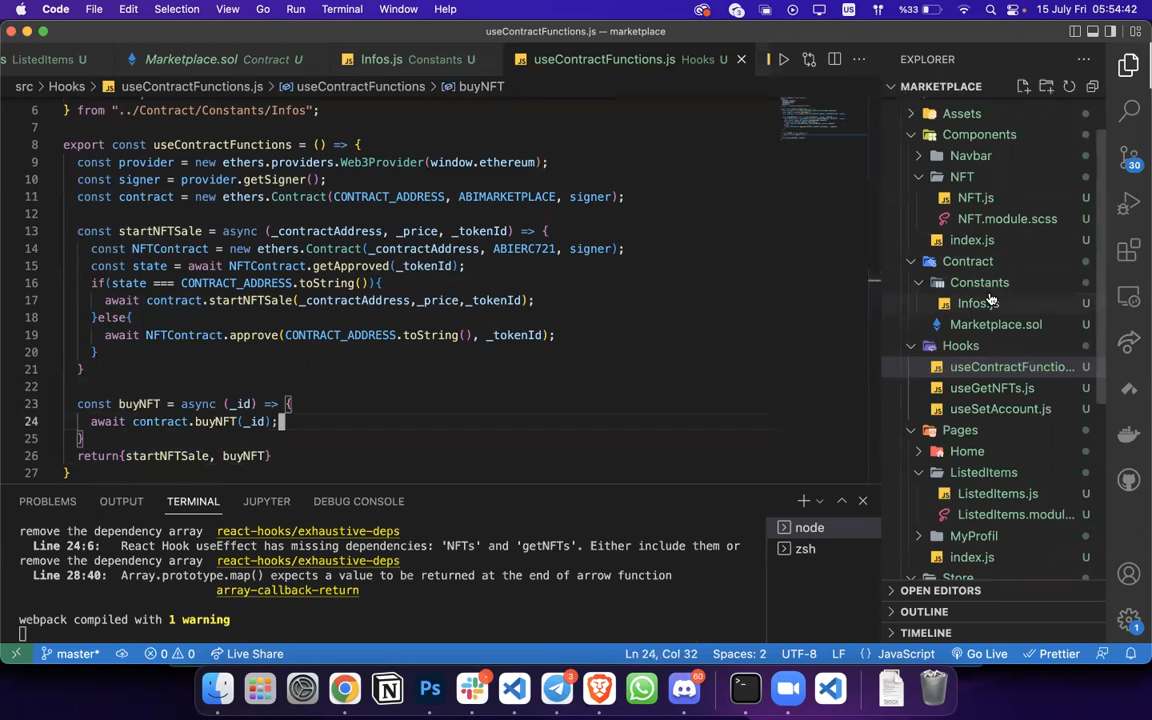 Code File Edit Selection View Go Run Terminal Window Help %33 US 15 July Fri 05:54:42
useContractFunctions.js — marketplace
s ListedItems U Marketplace.sol Contract U Infos.js Constants U useContractFunctions.js Hooks U
src > Hooks > useContractFunctions.js > useContractFunctions > buyNFT
6 } from "../Contract/Constants/Infos";
7
8 export const useContractFunctions = () => {
9 const provider = new ethers.providers.Web3Provider(window.ethereum);
10 const signer = provider.getSigner();
11 const contract = new ethers.Contract(CONTRACT_ADDRESS, ABIMARKETPLACE, signer);
12
13 const startNFTSale = async (_contractAddress, _price, _tokenId) => {
14 const NFTContract = new ethers.Contract(_contractAddress, ABIERC721, signer);
15 const state = await NFTContract.getApproved(_tokenId);
16 if(state === CONTRACT_ADDRESS.toString()){
17 await contract.startNFTSale(_contractAddress,_price,_tokenId);
18 }else{
19 await NFTContract.approve(CONTRACT_ADDRESS.toString(), _tokenId);
20 }
21 }
22
23 const buyNFT = async (_id) => {
24 await contract.buyNFT(_id);
25 }
26 return{startNFTSale, buyNFT}
27 }
PROBLEMS OUTPUT TERMINAL JUPYTER DEBUG CONSOLE
remove the dependency array react-hooks/exhaustive-deps
Line 24:6: React Hook useEffect has missing dependencies: 'NFTs' and 'getNFTs'. Either include them or
remove the dependency array react-hooks/exhaustive-deps
Line 28:40: Array.prototype.map() expects a value to be returned at the end of arrow function
array-callback-return
webpack compiled with 1 warning
node
zsh
EXPLORER
MARKETPLACE
Assets
Components
Navbar
NFT
NFT.js U
NFT.module.scss U
index.js U
Contract
Constants
Infos.js U
Marketplace.sol U
Hooks
useContractFunctio... U
useGetNFTs.js U
useSetAccount.js U
Pages
Home
ListedItems
ListedItems.js U
ListedItems.modul... U
MyProfil
index.js U
Store
OPEN EDITORS
OUTLINE
TIMELINE
30
1
master* 0 0 Live Share Ln 24, Col 32 Spaces: 2 UTF-8 LF {} JavaScript Go Live Prettier
3
60